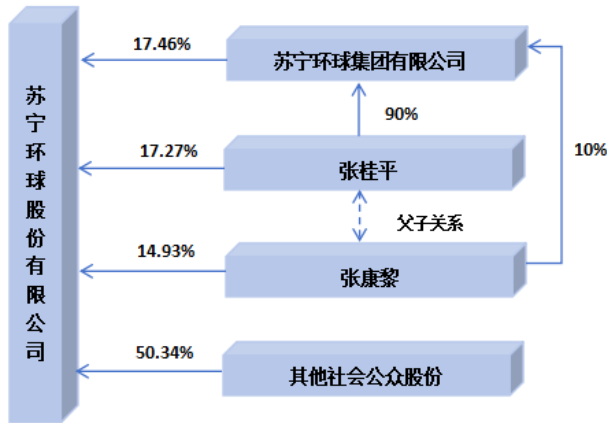 苏宁环球股份有限公司
17.46%
苏宁环球集团有限公司
90%
10%
17.27%
张桂平
父子关系
14.93%
张康黎
50.34%
其他社会公众股份